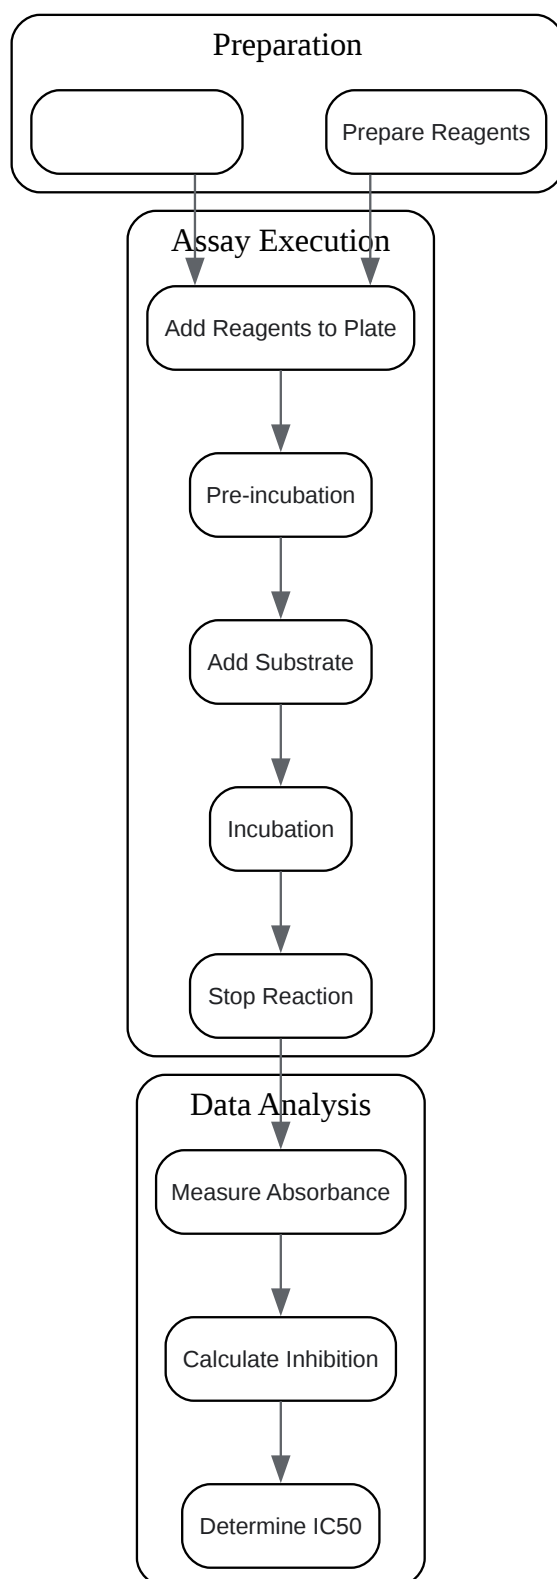 Preparation
Prepare Reagents
Assay Execution
Add Reagents to Plate
Pre-incubation
Add Substrate
Incubation
Stop Reaction
Data Analysis
Measure Absorbance
Calculate Inhibition
Determine IC50